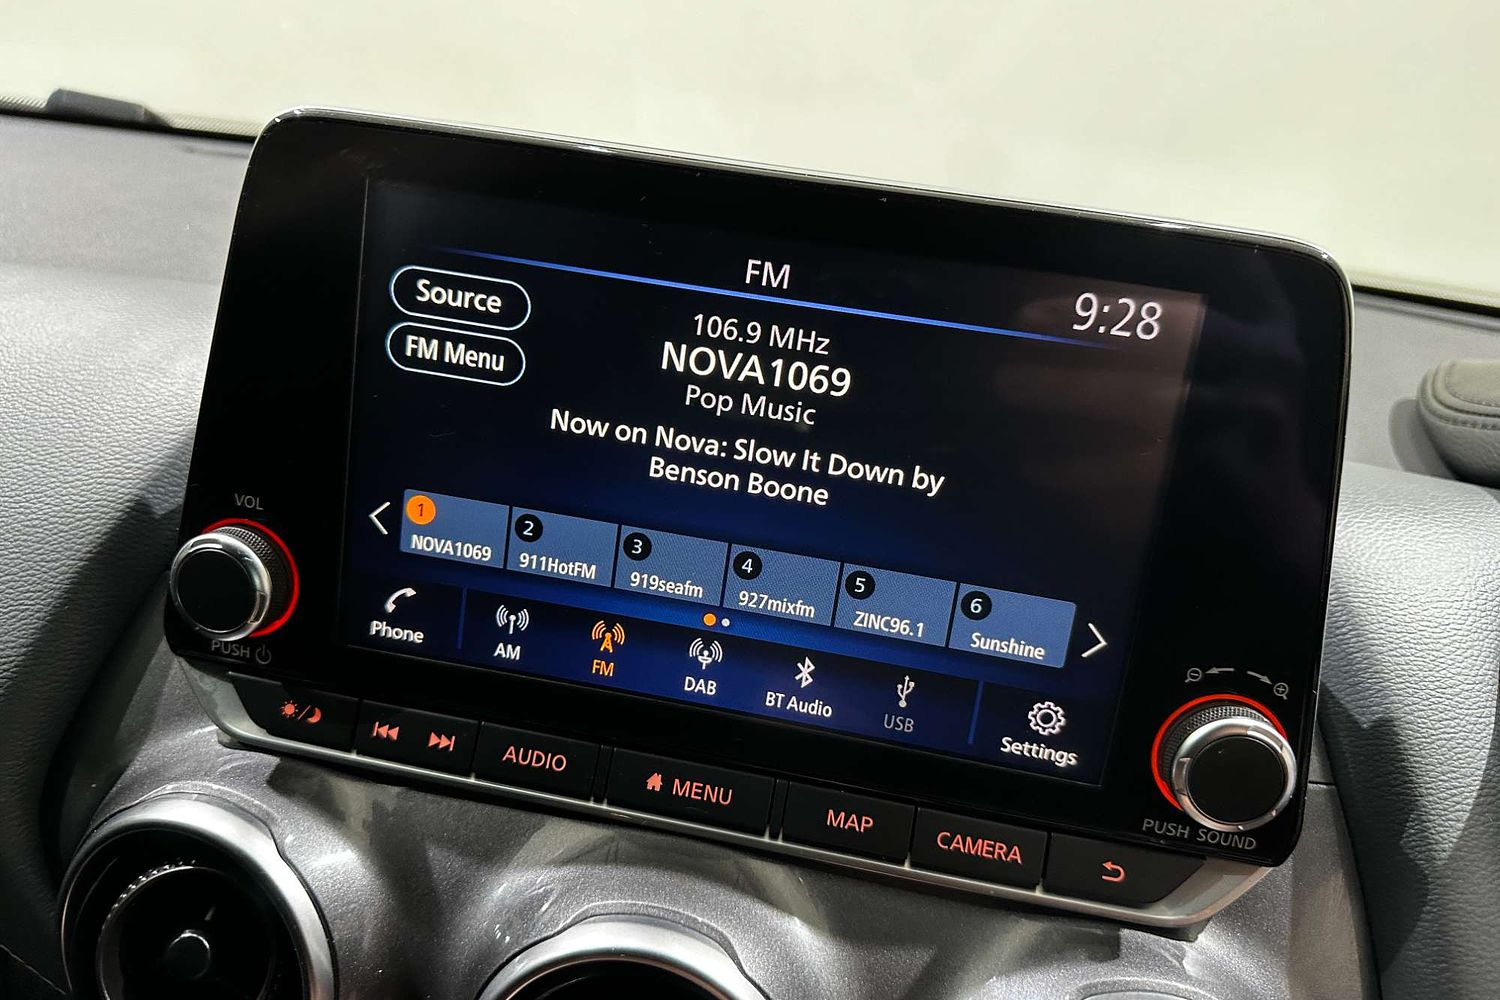 FM
9:28
Source
FM Menu
106.9 MHz
NOVA1069
Pop Music
Now on Nova: Slow It Down by
Benson Boone
1
NOVA1069
2
911HotFM
3
919seafm
4
927mixfm
5
ZINC96.1
6
Sunshine
Phone
AM
FM
DAB
BT Audio
USB
Settings
VOL
PUSH
AUDIO
MENU
MAP
CAMERA
PUSH SOUND